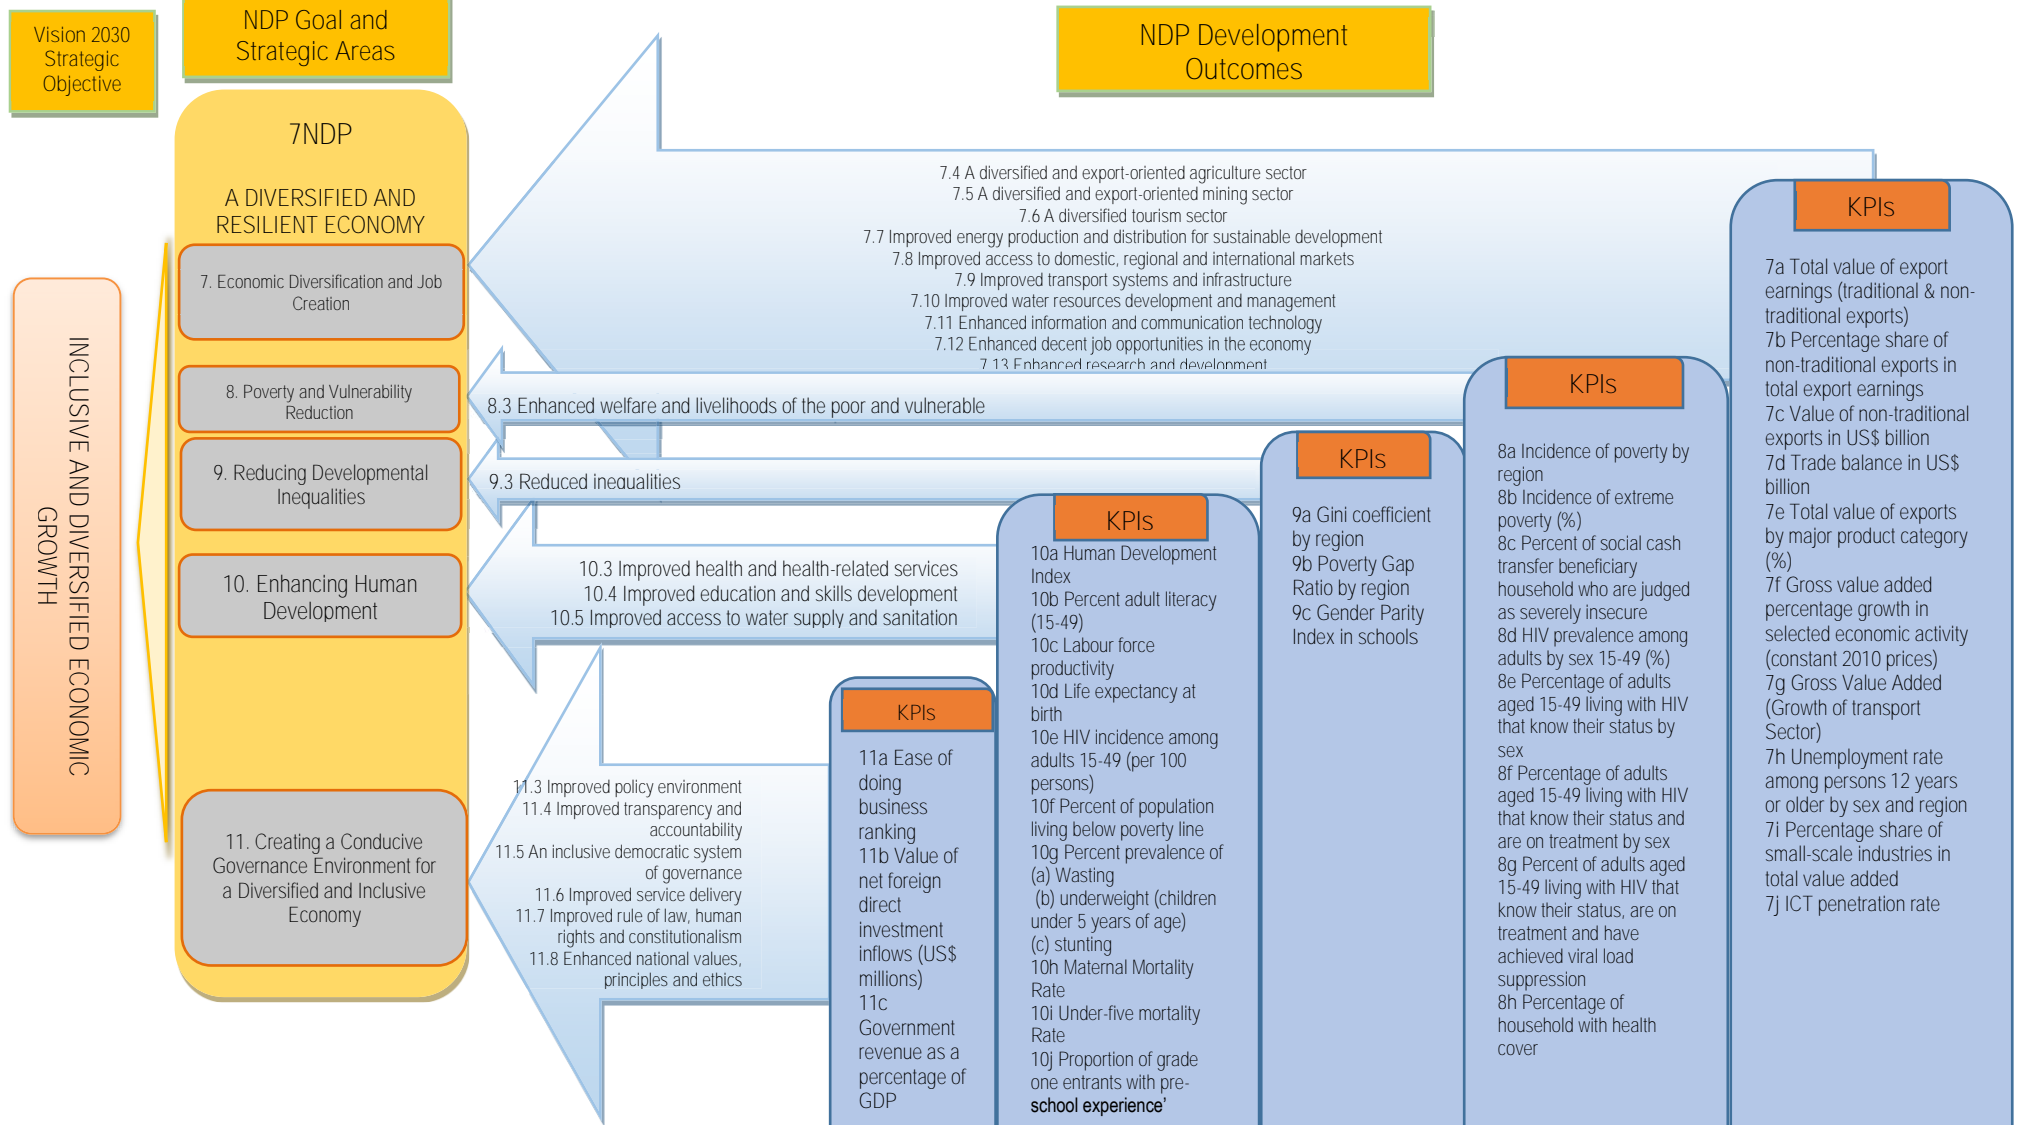 Vision 2030
Strategic
Objective
NDP Goal and
Strategic Areas
NDP Development
Outcomes
INCLUSIVE AND DIVERSIFIED ECONOMIC
GROWTH
7NDP
A DIVERSIFIED AND
RESILIENT ECONOMY
7. Economic Diversification and Job
Creation
8. Poverty and Vulnerability
Reduction
9. Reducing Developmental
Inequalities
10. Enhancing Human
Development
11. Creating a Conducive
Governance Environment for
a Diversified and Inclusive
Economy
7.4 A diversified and export-oriented agriculture sector
7.5 A diversified and export-oriented mining sector
7.6 A diversified tourism sector
7.7 Improved energy production and distribution for sustainable development
7.8 Improved access to domestic, regional and international markets
7.9 Improved transport systems and infrastructure
7.10 Improved water resources development and management
7.11 Enhanced information and communication technology
7.12 Enhanced decent job opportunities in the economy
7.13 Enhanced research and development
8.3 Enhanced welfare and livelihoods of the poor and vulnerable
9.3 Reduced inequalities
10.3 Improved health and health-related services
10.4 Improved education and skills development
10.5 Improved access to water supply and sanitation
11.3 Improved policy environment
11.4 Improved transparency and
accountability
11.5 An inclusive democratic system
of governance
11.6 Improved service delivery
11.7 Improved rule of law, human
rights and constitutionalism
11.8 Enhanced national values,
principles and ethics
KPIs
11a Ease of
doing
business
ranking
11b Value of
net foreign
direct
investment
inflows (US$
millions)
11c
Government
revenue as a
percentage of
GDP
KPIs
10a Human Development
Index
10b Percent adult literacy
(15-49)
10c Labour force
productivity
10d Life expectancy at
birth
10e HIV incidence among
adults 15-49 (per 100
persons)
10f Percent of population
living below poverty line
10g Percent prevalence of
(a) Wasting
(b) underweight (children
under 5 years of age)
(c) stunting
10h Maternal Mortality
Rate
10i Under-five mortality
Rate
10j Proportion of grade
one entrants with pre-
school experience’
KPIs
9a Gini coefficient
by region
9b Poverty Gap
Ratio by region
9c Gender Parity
Index in schools
KPIs
8a Incidence of poverty by
region
8b Incidence of extreme
poverty (%)
8c Percent of social cash
transfer beneficiary
household who are judged
as severely insecure
8d HIV prevalence among
adults by sex 15-49 (%)
8e Percentage of adults
aged 15-49 living with HIV
that know their status by
sex
8f Percentage of adults
aged 15-49 living with HIV
that know their status and
are on treatment by sex
8g Percent of adults aged
15-49 living with HIV that
know their status, are on
treatment and have
achieved viral load
suppression
8h Percentage of
household with health
cover
KPIs
7a Total value of export
earnings (traditional & non-
traditional exports)
7b Percentage share of
non-traditional exports in
total export earnings
7c Value of non-traditional
exports in US$ billion
7d Trade balance in US$
billion
7e Total value of exports
by major product category
(%)
7f Gross value added
percentage growth in
selected economic activity
(constant 2010 prices)
7g Gross Value Added
(Growth of transport
Sector)
7h Unemployment rate
among persons 12 years
or older by sex and region
7i Percentage share of
small-scale industries in
total value added
7j ICT penetration rate